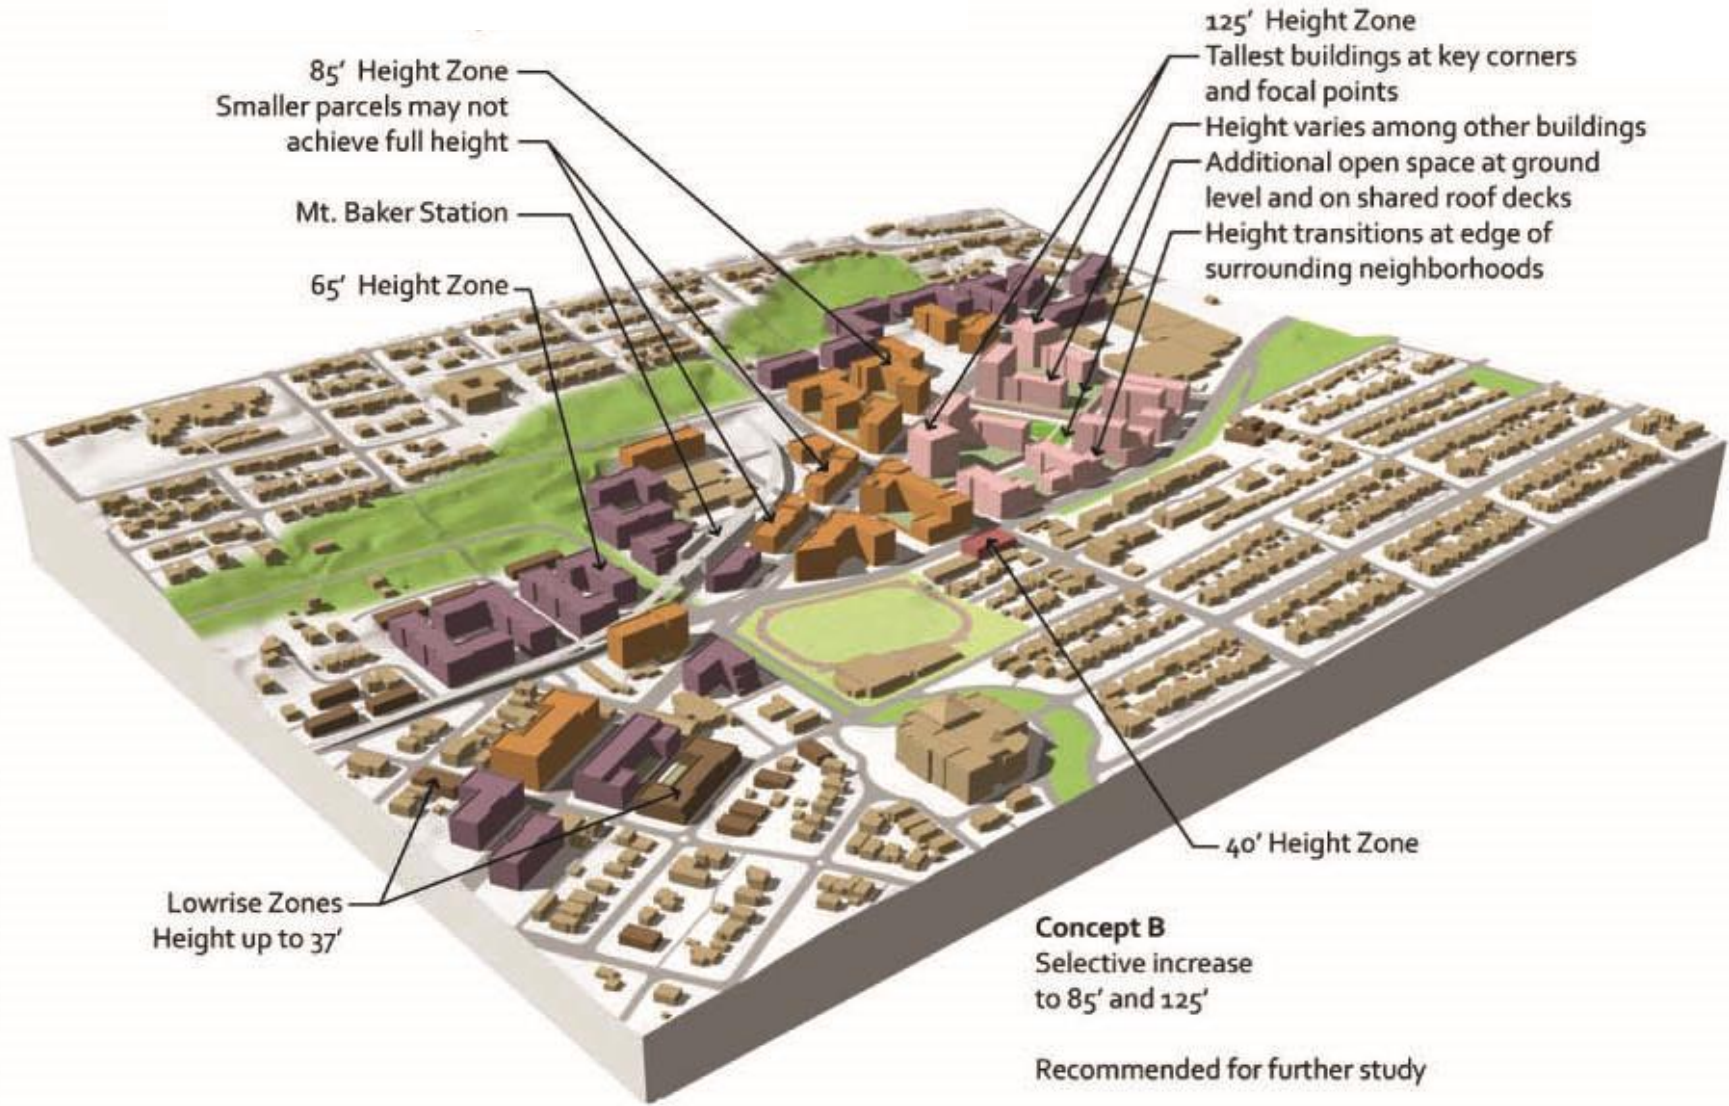 85′ Height Zone
Smaller parcels may not
achieve full height
Mt. Baker Station
65′ Height Zone
125′ Height Zone
Tallest buildings at key corners
and focal points
Height varies among other buildings
Additional open space at ground
level and on shared roof decks
Height transitions at edge of
surrounding neighborhoods
40′ Height Zone
Lowrise Zones
Height up to 37′
Concept B
Selective increase
to 85′ and 125′
Recommended for further study